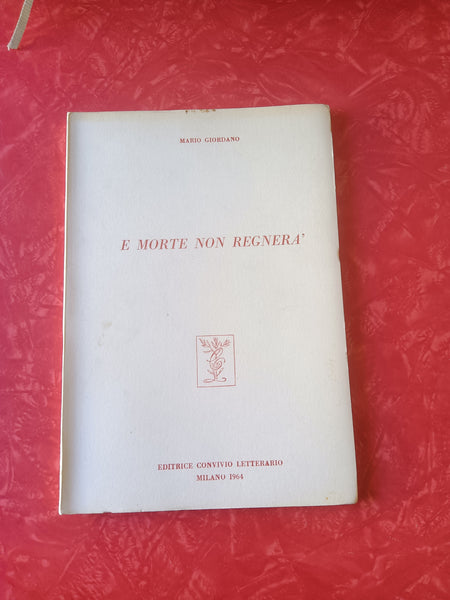 MARIO GIORDANO
E MORTE NON REGNERA'
EDITRICE CONVIVIO LETTERARIO
MILANO 1964